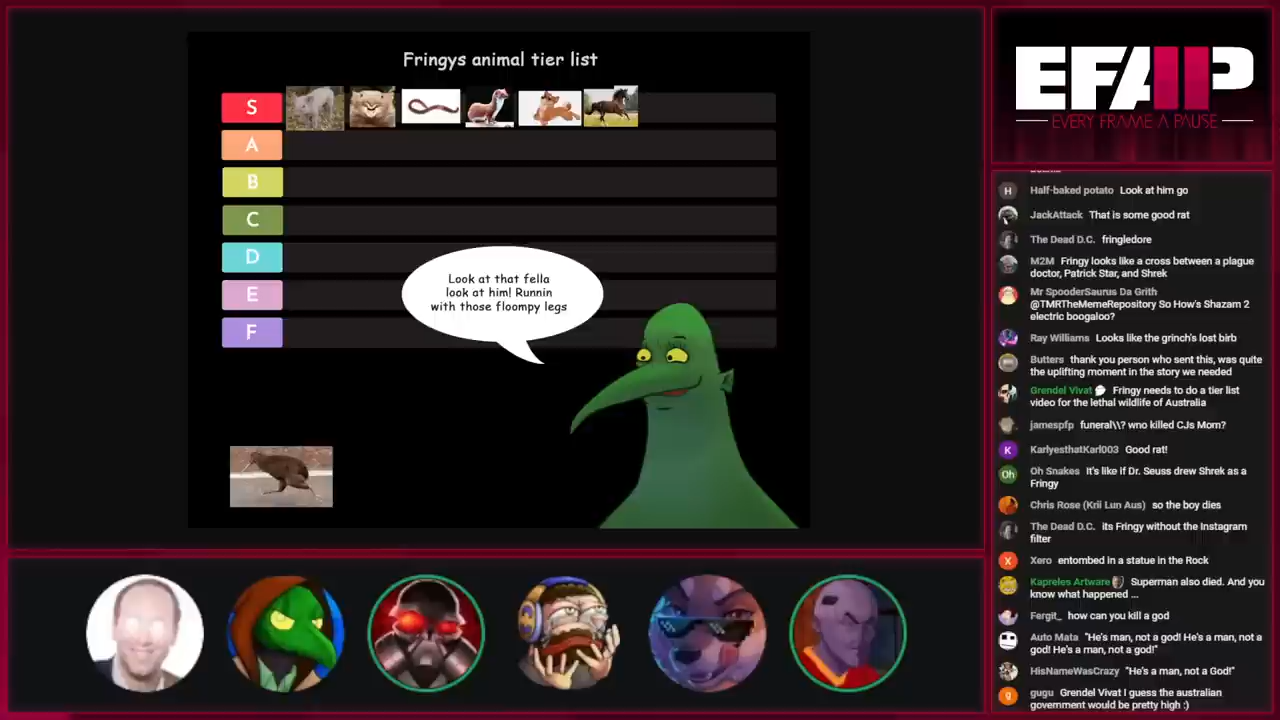 Fringys animal tier list
S
A
B
C
D
E
F
Look at that fella
look at him! Runnin
with those floompy legs
EFAP
EVERY FRAME A PAUSE
H Half-baked potato Look at him go
JackAttack That is some good rat
The Dead D.C. fringledore
M2M Fringy looks like a cross between a plague
doctor, Patrick Star, and Shrek
Mr SpooderSaurus Da Grith
@TMRTheMemeRepository So How's Shazam 2
electric boogaloo?
Ray Williams Looks like the grinch's lost birb
Butters thank you person who sent this, was quite
the uplifting moment in the story we needed
Grendel Vivat Fringy needs to do a tier list
video for the lethal wildlife of Australia
jamespfp funeral\\? wno killed CJs Mom?
K KarlyesthatKarl003 Good rat!
Oh Oh Snakes It's like if Dr. Seuss drew Shrek as a
Fringy
Chris Rose (Krii Lun Aus) so the boy dies
The Dead D.C. its Fringy without the Instagram
filter
X Xero entombed in a statue in the Rock
Kapreles Artware Superman also died. And you
know what happened ...
Fergit_ how can you kill a god
Auto Mata "He's man, not a god! He's a man, not a
god! He's a man, not a god!"
HisNameWasCrazy "He's a man, not a God!"
g gugu Grendel Vivat I guess the australian
government would be pretty high :)